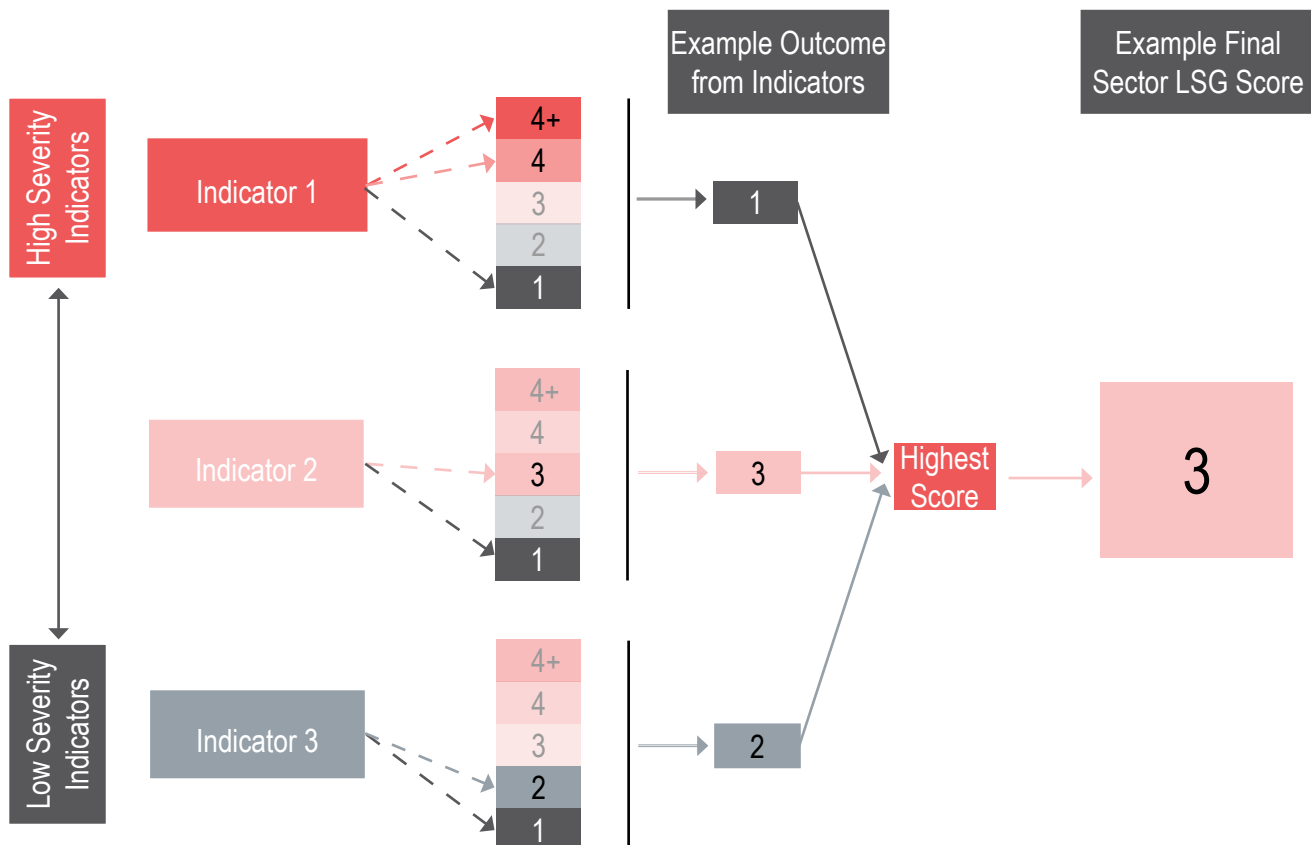 Example Outcome
from Indicators
Example Final
Sector LSG Score
High Severity
Indicators
Indicator 1
4+
4
3
2
1
1
Indicator 2
4+
4
3
2
1
3
Highest
Score
3
Low Severity
Indicators
Indicator 3
4+
4
3
2
1
2